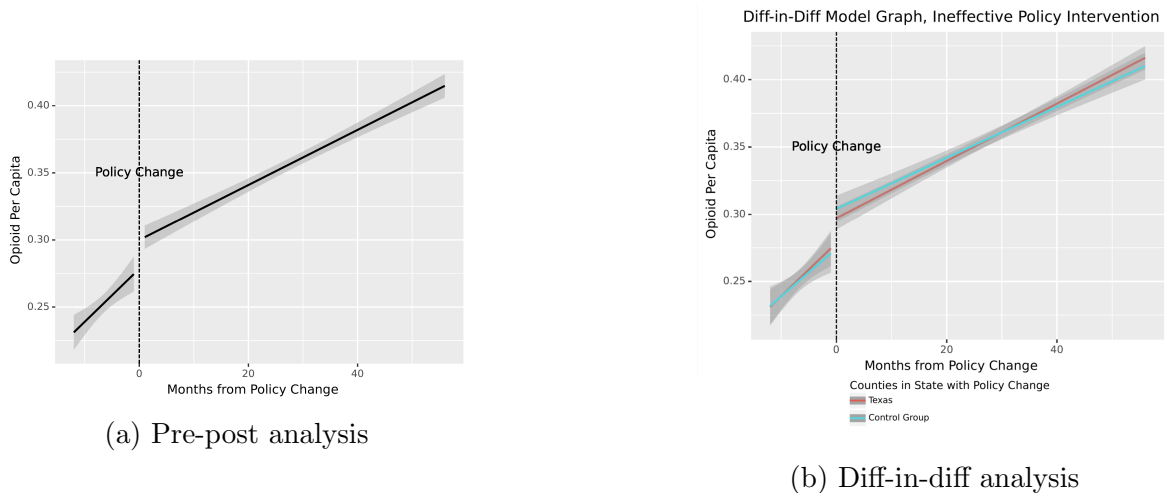 0.40
0.35
0.30
0.25
Opioid Per Capita
Policy Change
0
20
40
Months from Policy Change
(a) Pre-post analysis
Diff-in-Diff Model Graph, Ineffective Policy Intervention
0.40
0.35
0.30
0.25
Opioid Per Capita
Policy Change
0
20
40
Months from Policy Change
Counties in State with Policy Change
Texas
Control Group
(b) Diff-in-diff analysis